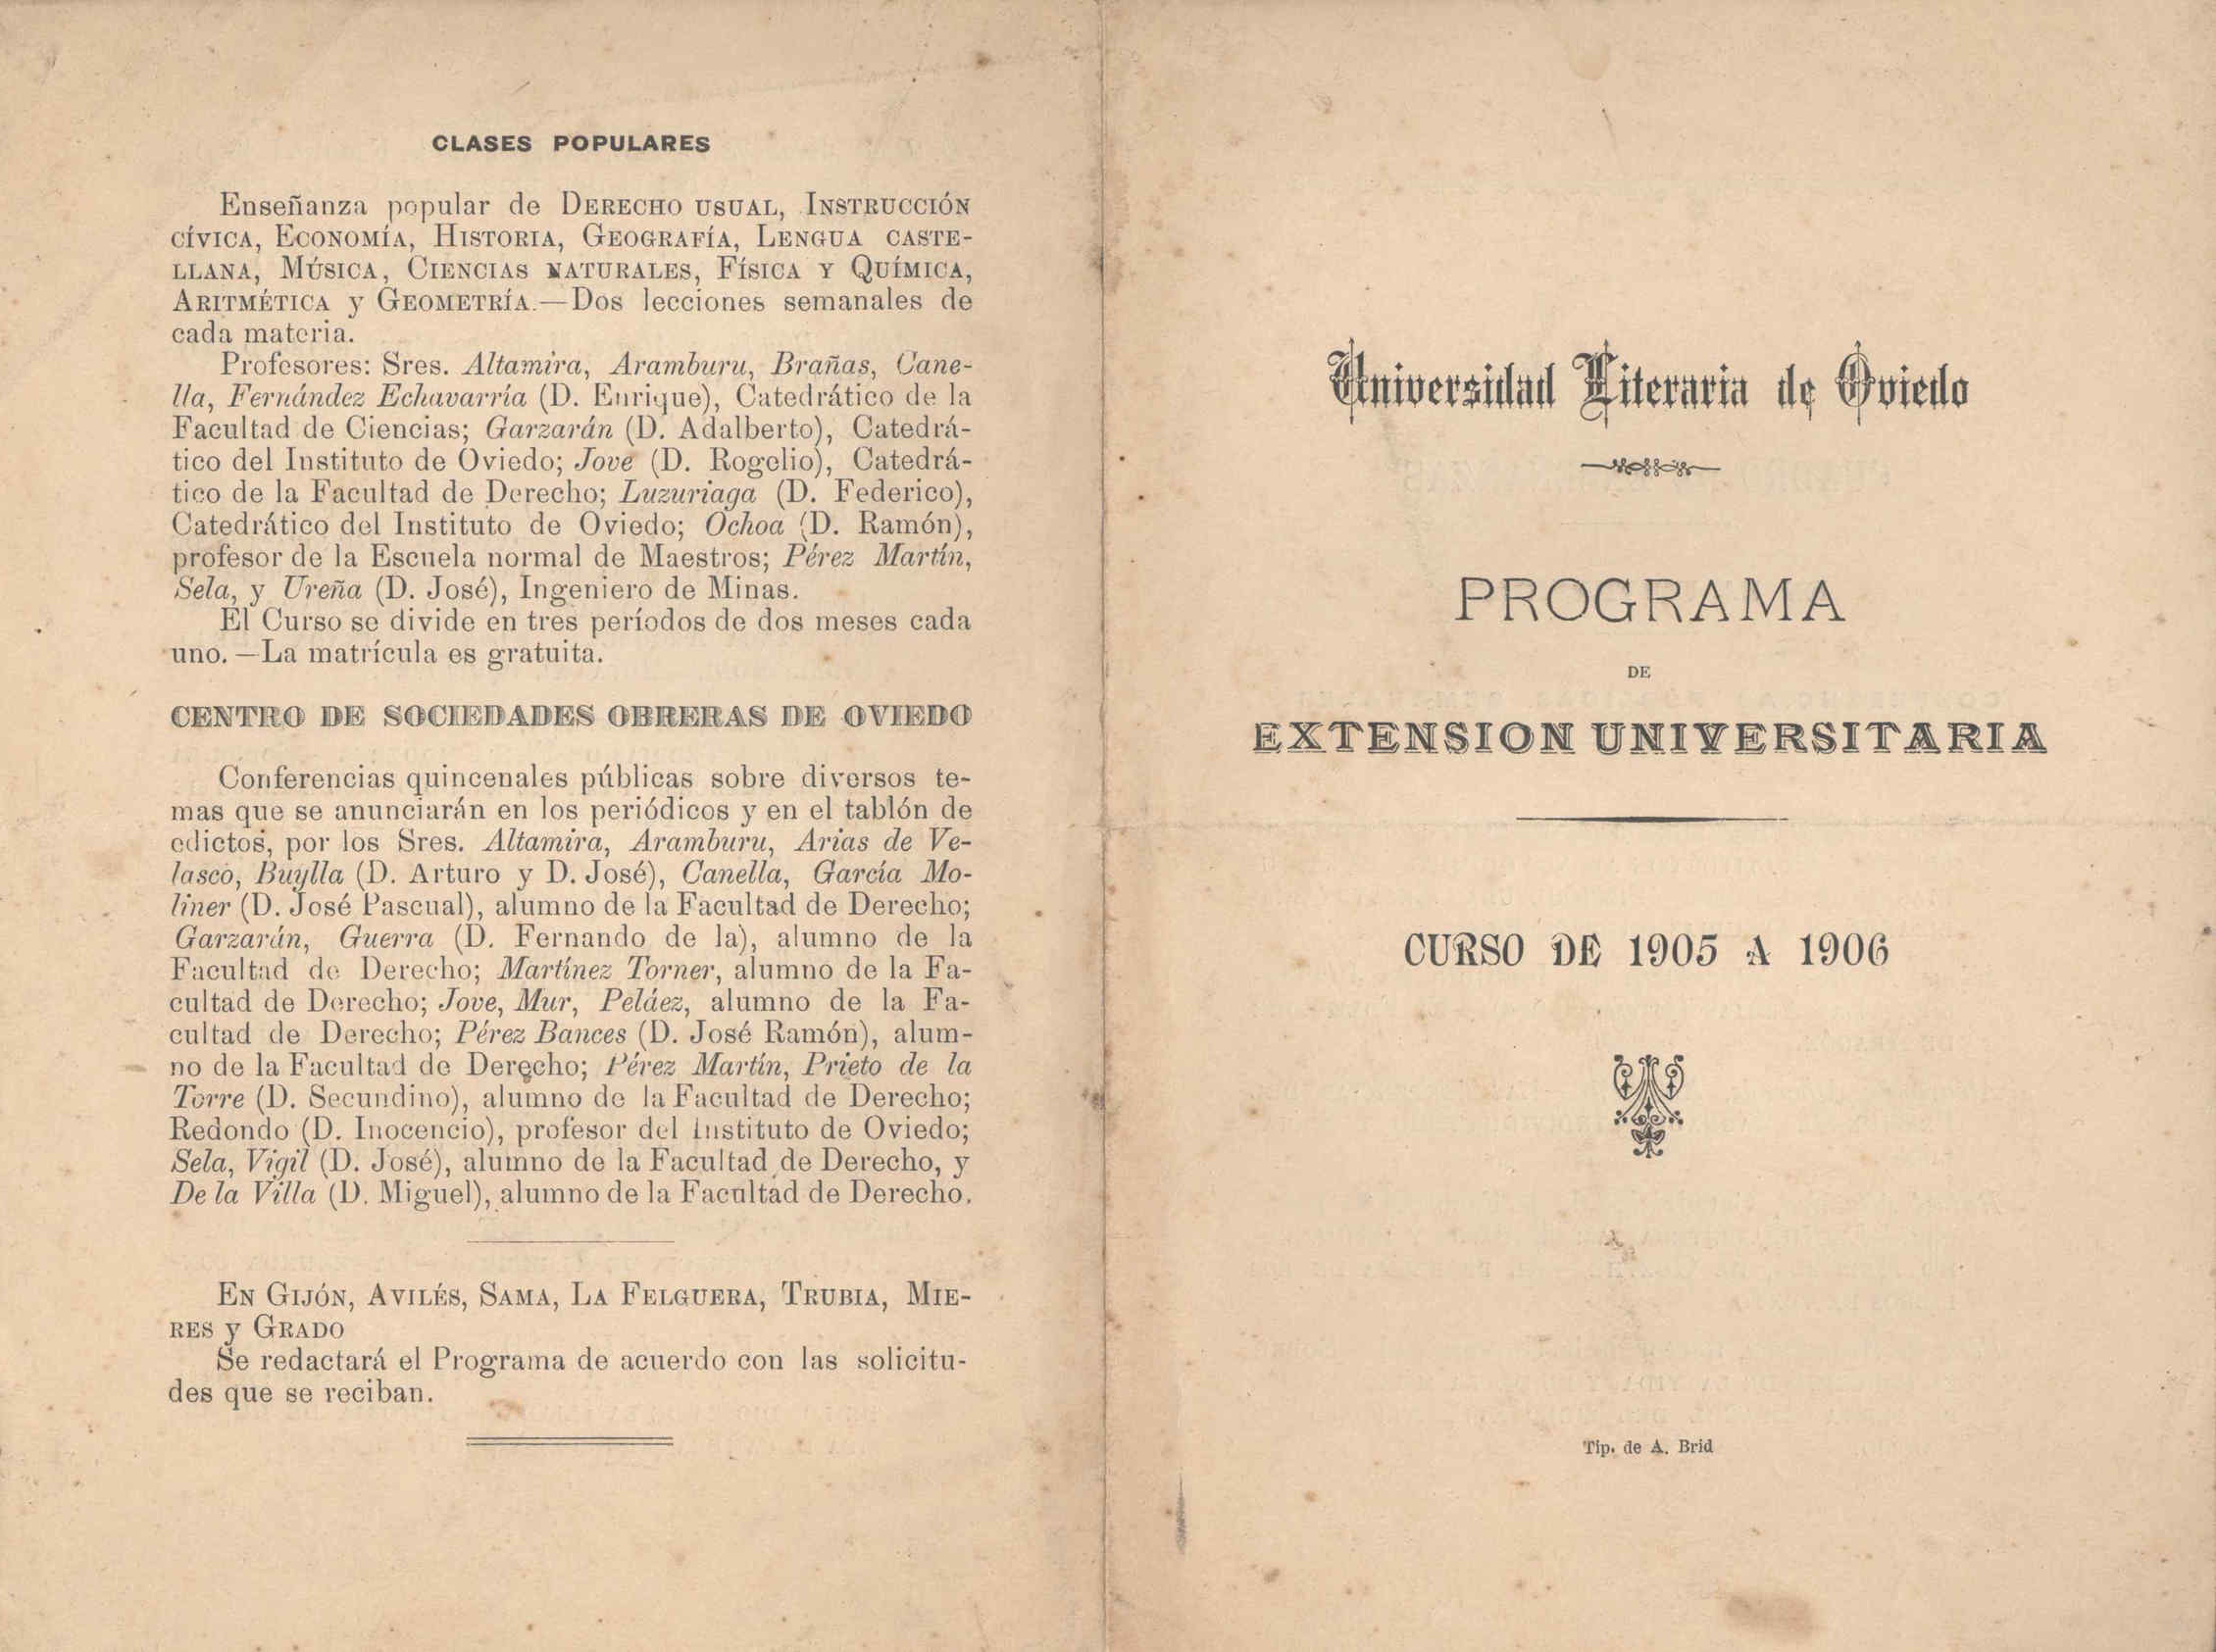 CLASES POPULARES
Enseñanza popular de DERECHO USUAL, INSTRUCCIÓN
CÍVICA, ECONOMÍA, HISTORIA, GEOGRAFÍA, LENGUA CASTE-
LLANA, MÚSICA, CIENCIAS NATURALES, FÍSICA Y QUÍMICA,
ARITMÉTICA y GEOMETRÍA.—Dos lecciones semanales de
cada materia.
Profesores: Sres. Altamira, Aramburu, Brañas, Cane-
lla, Fernández Echavarría (D. Enrique), Catedrático de la
Facultad de Ciencias; Garzarán (D. Adalberto), Catedrá-
tico del Instituto de Oviedo; Jove (D. Rogelio), Catedrá-
tico de la Facultad de Derecho; Luzuriaga (D. Federico),
Catedrático del Instituto de Oviedo; Ochoa (D. Ramón),
profesor de la Escuela normal de Maestros; Pérez Martín,
Sela, y Ureña (D. José), Ingeniero de Minas.
El Curso se divide en tres períodos de dos meses cada
uno.—La matrícula es gratuita.
CENTRO DE SOCIEDADES OBRERAS DE OVIEDO
Conferencias quincenales públicas sobre diversos te-
mas que se anunciarán en los periódicos y en el tablón de
edictos, por los Sres. Altamira, Aramburu, Arias de Ve-
lasco, Buylla (D. Arturo y D. José), Canella, García Mo-
liner (D. José Pascual), alumno de la Facultad de Derecho;
Garzarán, Guerra (D. Fernando de la), alumno de la
Facultad de Derecho; Martínez Torner, alumno de la Fa-
cultad de Derecho; Jove, Mur, Peláez, alumno de la Fa-
cultad de Derecho; Pérez Bances (D. José Ramón), alum-
no de la Facultad de Derecho; Pérez Martín, Prieto de la
Torre (D. Secundino), alumno de la Facultad de Derecho;
Redondo (D. Inocencio), profesor del instituto de Oviedo;
Sela, Vigil (D. José), alumno de la Facultad de Derecho, y
De la Villa (D. Miguel), alumno de la Facultad de Derecho.
EN GIJÓN, AVILÉS, SAMA, LA FELGUERA, TRUBIA, MIE-
RES y GRADO
Se redactará el Programa de acuerdo con las solicitu-
des que se reciban.
Universidad Literaria de Oviedo
PROGRAMA
DE
EXTENSION UNIVERSITARIA
CURSO DE 1905 A 1906
Tip. de A. Brid